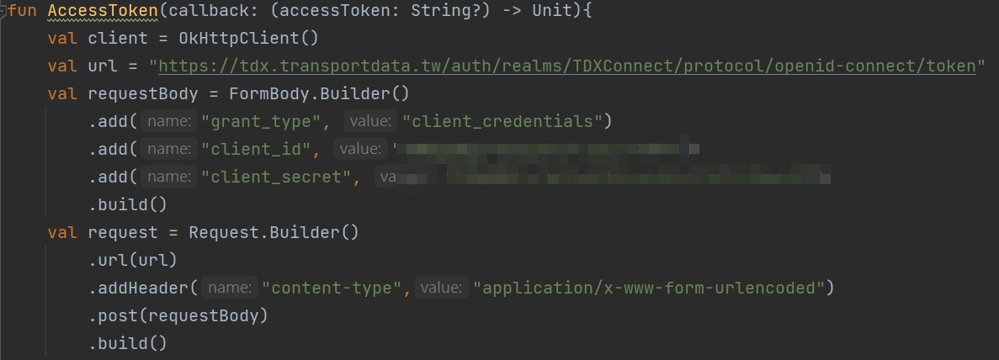 fun AccessToken(callback: (accessToken: String?) -> Unit){
val client = OkHttpClient()
val url = "https://tdx.transportdata.tw/auth/realms/TDXConnect/protocol/openid-connect/token"
val requestBody = FormBody.Builder()
.add( name: "grant_type", value: "client_credentials")
.add( name: "client_id", value: "
.add( name: "client_secret", va
.build()
val request = Request.Builder()
.url(url)
.addHeader( name: "content-type", value: "application/x-www-form-urlencoded")
.post(requestBody)
.build()